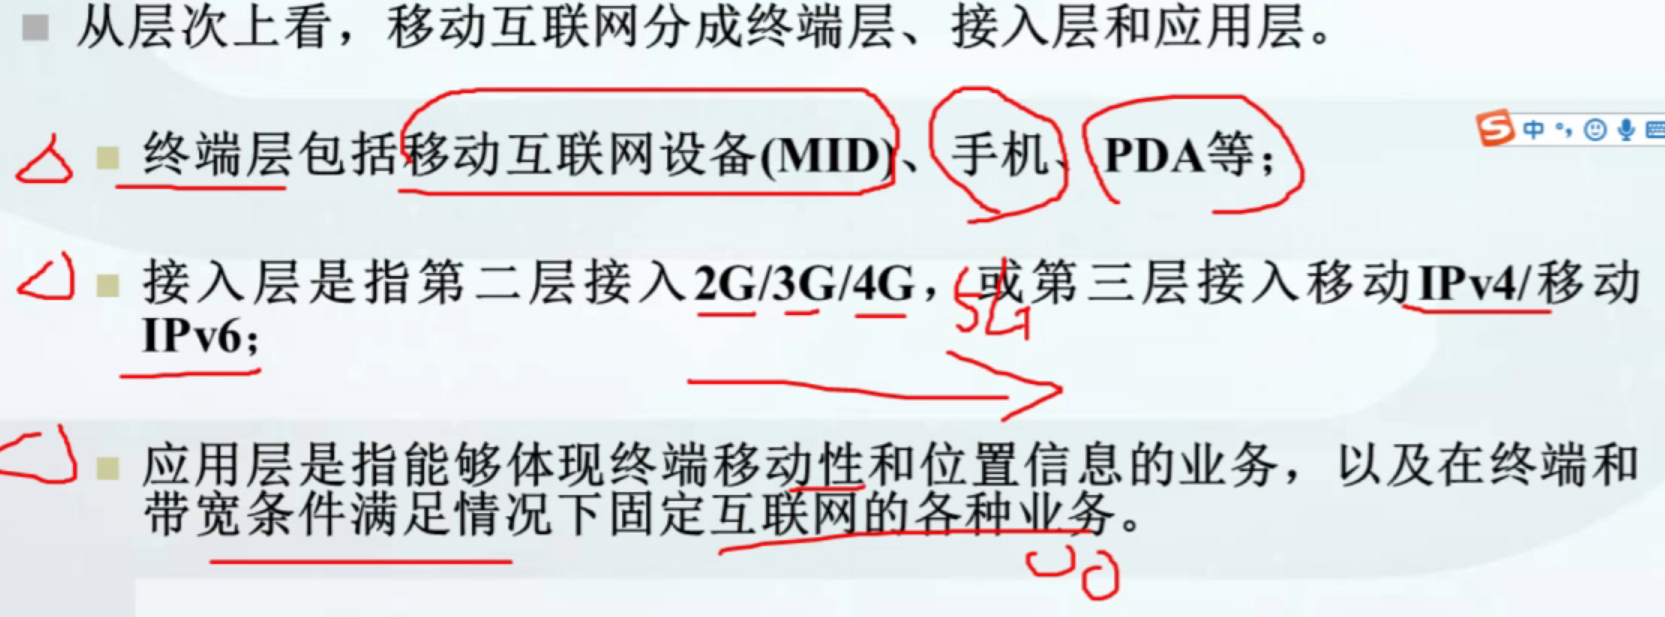 从层次上看，移动互联网分成终端层、接入层和应用层。
终端层包括移动互联网设备(MID)、手机、PDA等；
中
接入层是指第二层接入2G/3G/4G，或第三层接入移动IPv4/移动
5G
IPv6；
应用层是指能够体现终端移动性和位置信息的业务，以及在终端和
带宽条件满足情况下固定互联网的各种业务。